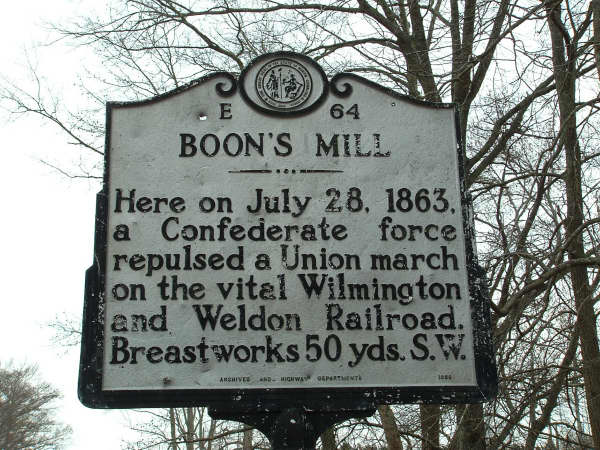 E 64
BOON'S MILL
Here on July 28, 1863,
a Confederate force
repulsed a Union march
on the vital Wilmington
and Weldon Railroad.
Breastworks 50 yds. S.W.
ARCHIVES AND HIGHWAY DEPARTMENTS